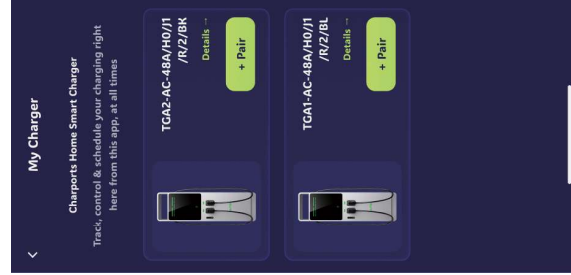 My Charger
Charports Home Smart Charger
Track, control & schedule your charging right
here from this app, at all times
TGA2-AC-48A/H0/J1
/R/2/BK
Details →
+ Pair
TGA1-AC-48A/H0/J1
/R/2/BL
Details →
+ Pair